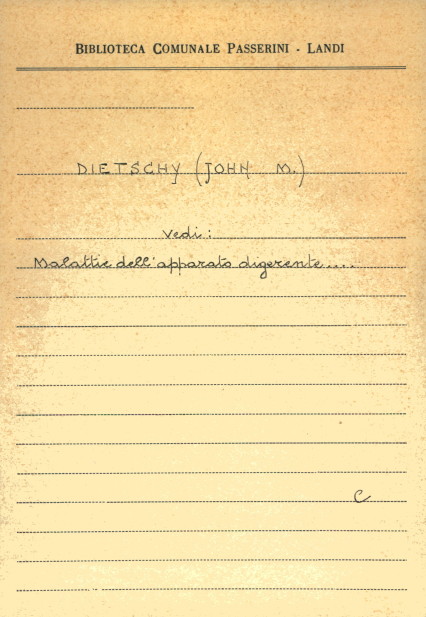 BIBLIOTECA COMUNALE PASSERINI - LANDI
DIETSCHY (JOHN M.)
Vedi:
Malattie dell'apparato digerente....
C